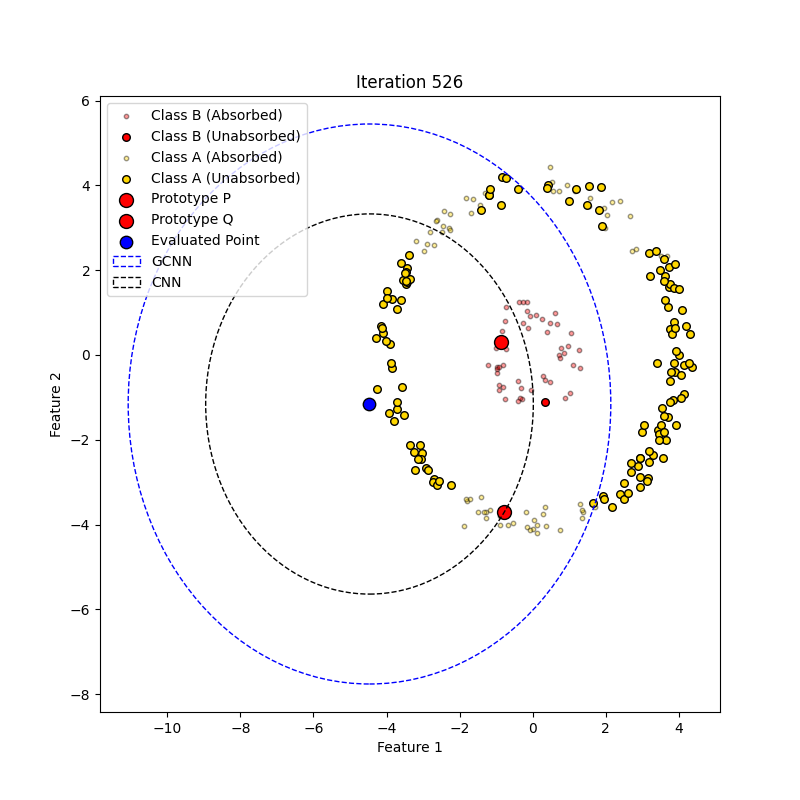 Iteration 526
Class B (Absorbed)
Class B (Unabsorbed)
Class A (Absorbed)
Class A (Unabsorbed)
Prototype P
Prototype Q
Evaluated Point
GCNN
CNN
6
4
2
0
−2
−4
−6
−8
Feature 2
−10 −8 −6 −4 −2 0 2 4
Feature 1